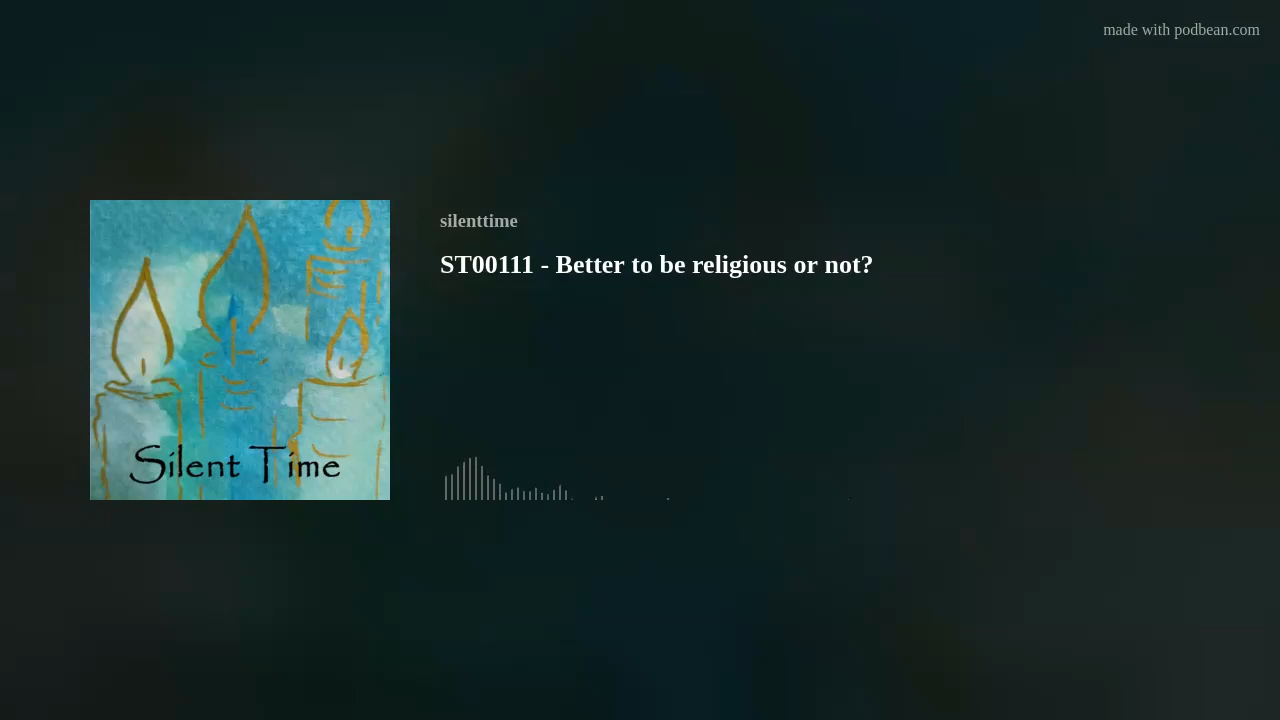 made with podbean.com
silenttime
ST00111 - Better to be religious or not?
Silent Time